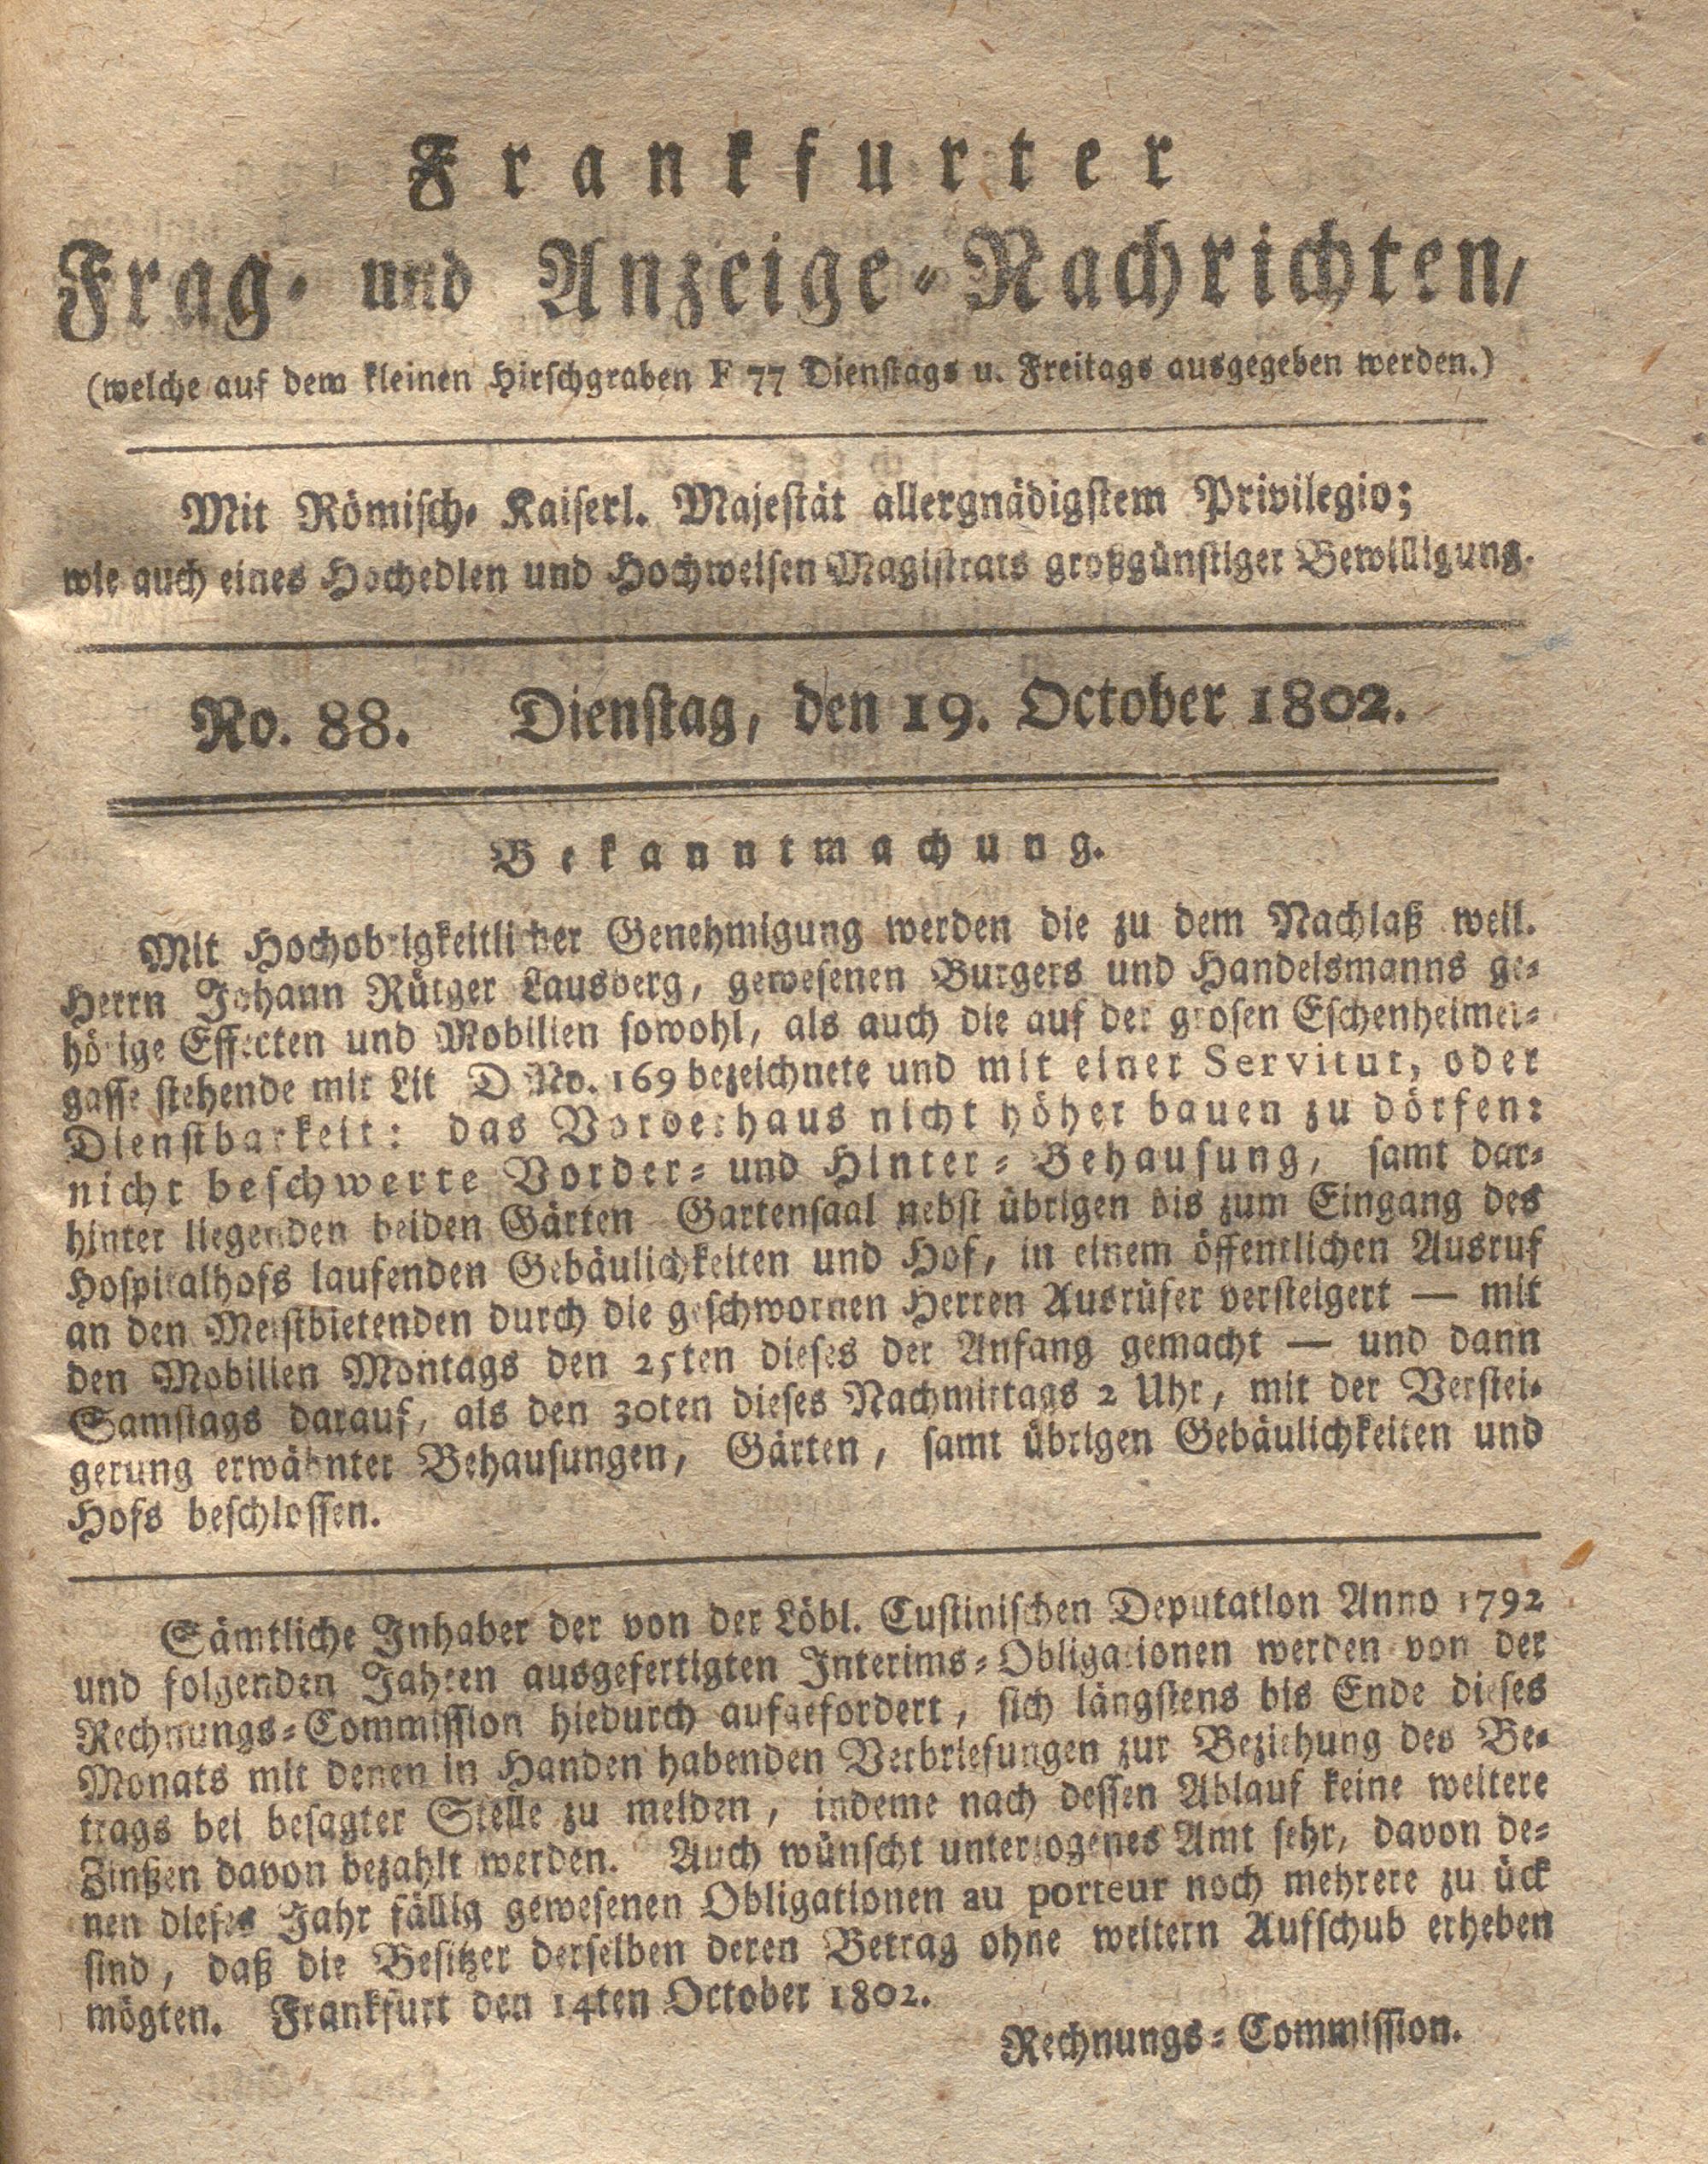 Frankfurter
Frag- und Anzeige-Nachrichten,
(welche auf dem kleinen Hirschgraben F 77 Dienstags u. Freitags ausgegeben werden.)
Mit Römisch- Kaiserl. Majestät allergnädigstem Privilegio;
wie auch eines Hochedlen und Hochweisen Magistrats großgünstiger Bewilligung.
No. 88. Dienstag, den 19. October 1802.
Bekanntmachung.
Mit Hochobrigkeitlicher Genehmigung werden die zu dem Nachlaß weil.
Herrn Johann Rütger Lausberg, gewesenen Burgers und Handelsmanns ge-
hörige Effecten und Mobilien sowohl, als auch die auf der grosen Eschenheimer-
gasse stehende mit Lit D No. 169 bezeichnete und mit einer Servitut, oder
Dienstbarkeit: das Vorderhaus nicht höher bauen zu dörfen:
nicht beschwerte Vorder- und Hinter-Behausung, samt dar-
hinter liegenden beiden Gärten Gartensaal nebst übrigen bis zum Eingang des
Hospitalhofs laufenden Gebäulichkeiten und Hof, in einem öffentlichen Ausruf
an den Meistbietenden durch die geschwornen Herren Ausrüfer versteigert — mit
den Mobilien Montags den 25ten dieses der Anfang gemacht — und dann
Samstags darauf, als den 30ten dieses Nachmittags 2 Uhr, mit der Verstei-
gerung erwähnter Behausungen, Gärten, samt übrigen Gebäulichkeiten und
Hofs beschlossen.
Sämtliche Inhaber der von der Löbl. Custinischen Deputation Anno 1792
und folgenden Jahren ausgefertigten Interims-Obligationen werden von der
Rechnungs-Commission hiedurch aufgefordert, sich längstens bis Ende dieses
Monats mit denen in Handen habenden Verbriefungen zur Beziehung des Be-
trags bei besagter Stelle zu melden, indeme nach dessen Ablauf keine weitere
Zinßen davon bezahlt werden. Auch wünscht unterzogenes Amt sehr, davon de-
nen dieses Jahr fällig gewesenen Obligationen au porteur noch mehrere zurück
sind, daß die Besitzer derselben deren Betrag ohne weitern Aufschub erheben
mögten. Frankfurt den 14ten October 1802.
Rechnungs-Commission.